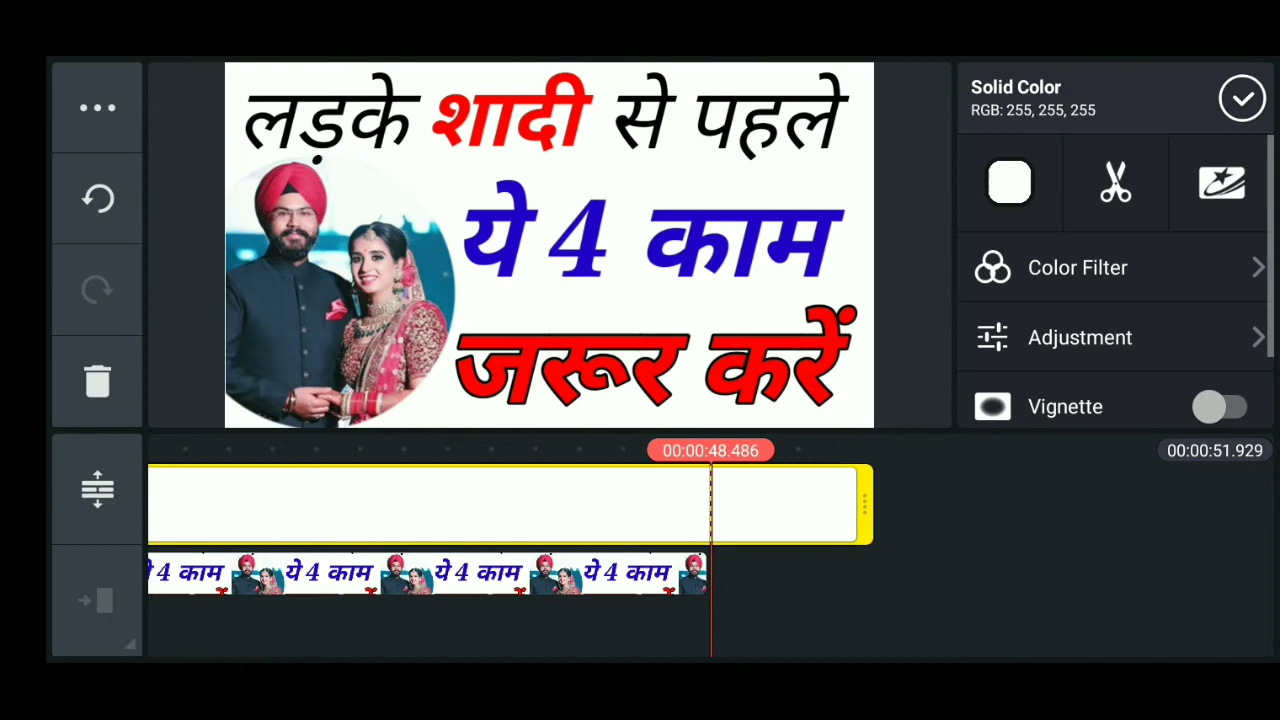 लड़के शादी से पहले
ये 4 काम
जरूर करें
Solid Color
RGB: 255, 255, 255
Color Filter
Adjustment
Vignette
00:00:48.486
00:00:51.929
4 काम ये 4 काम ये 4 काम ये 4 काम